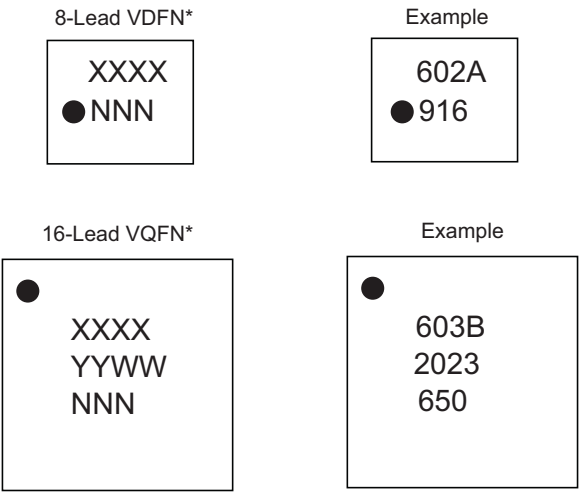 8-Lead VDFN*
XXXX
NNN
Example
602A
916
16-Lead VQFN*
XXXX
YYWW
NNN
Example
603B
2023
650